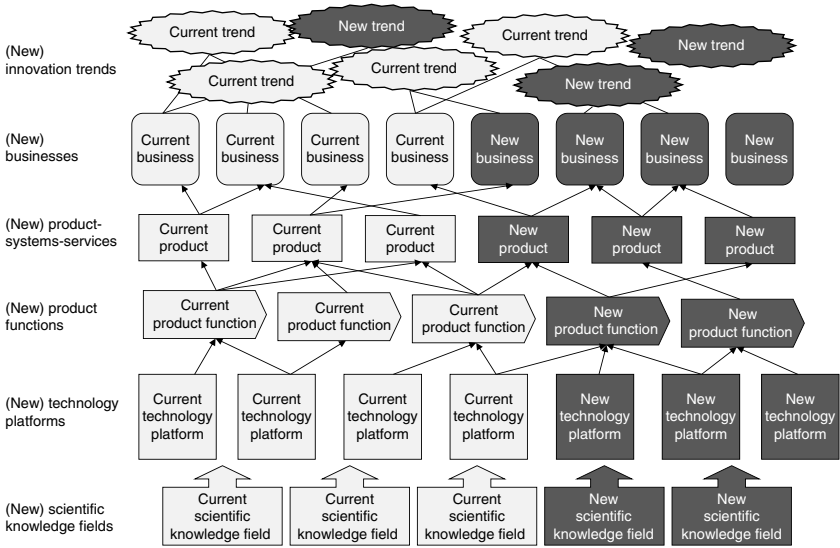 (New)
innovation trends
Current trend
New trend
Current trend
New trend
Current trend
Current trend
New trend
(New)
businesses
Current
business
Current
business
Current
business
Current
business
New
business
New
business
New
business
New
business
(New) product-
systems-services
Current
product
Current
product
Current
product
New
product
New
product
New
product
(New) product
functions
Current
product function
Current
product function
Current
product function
New
product function
New
product function
(New) technology
platforms
Current
technology
platform
Current
technology
platform
Current
technology
platform
Current
technology
platform
New
technology
platform
New
technology
platform
New
technology
platform
(New) scientific
knowledge fields
Current
scientific
knowledge field
Current
scientific
knowledge field
Current
scientific
knowledge field
New
scientific
knowledge field
New
scientific
knowledge field